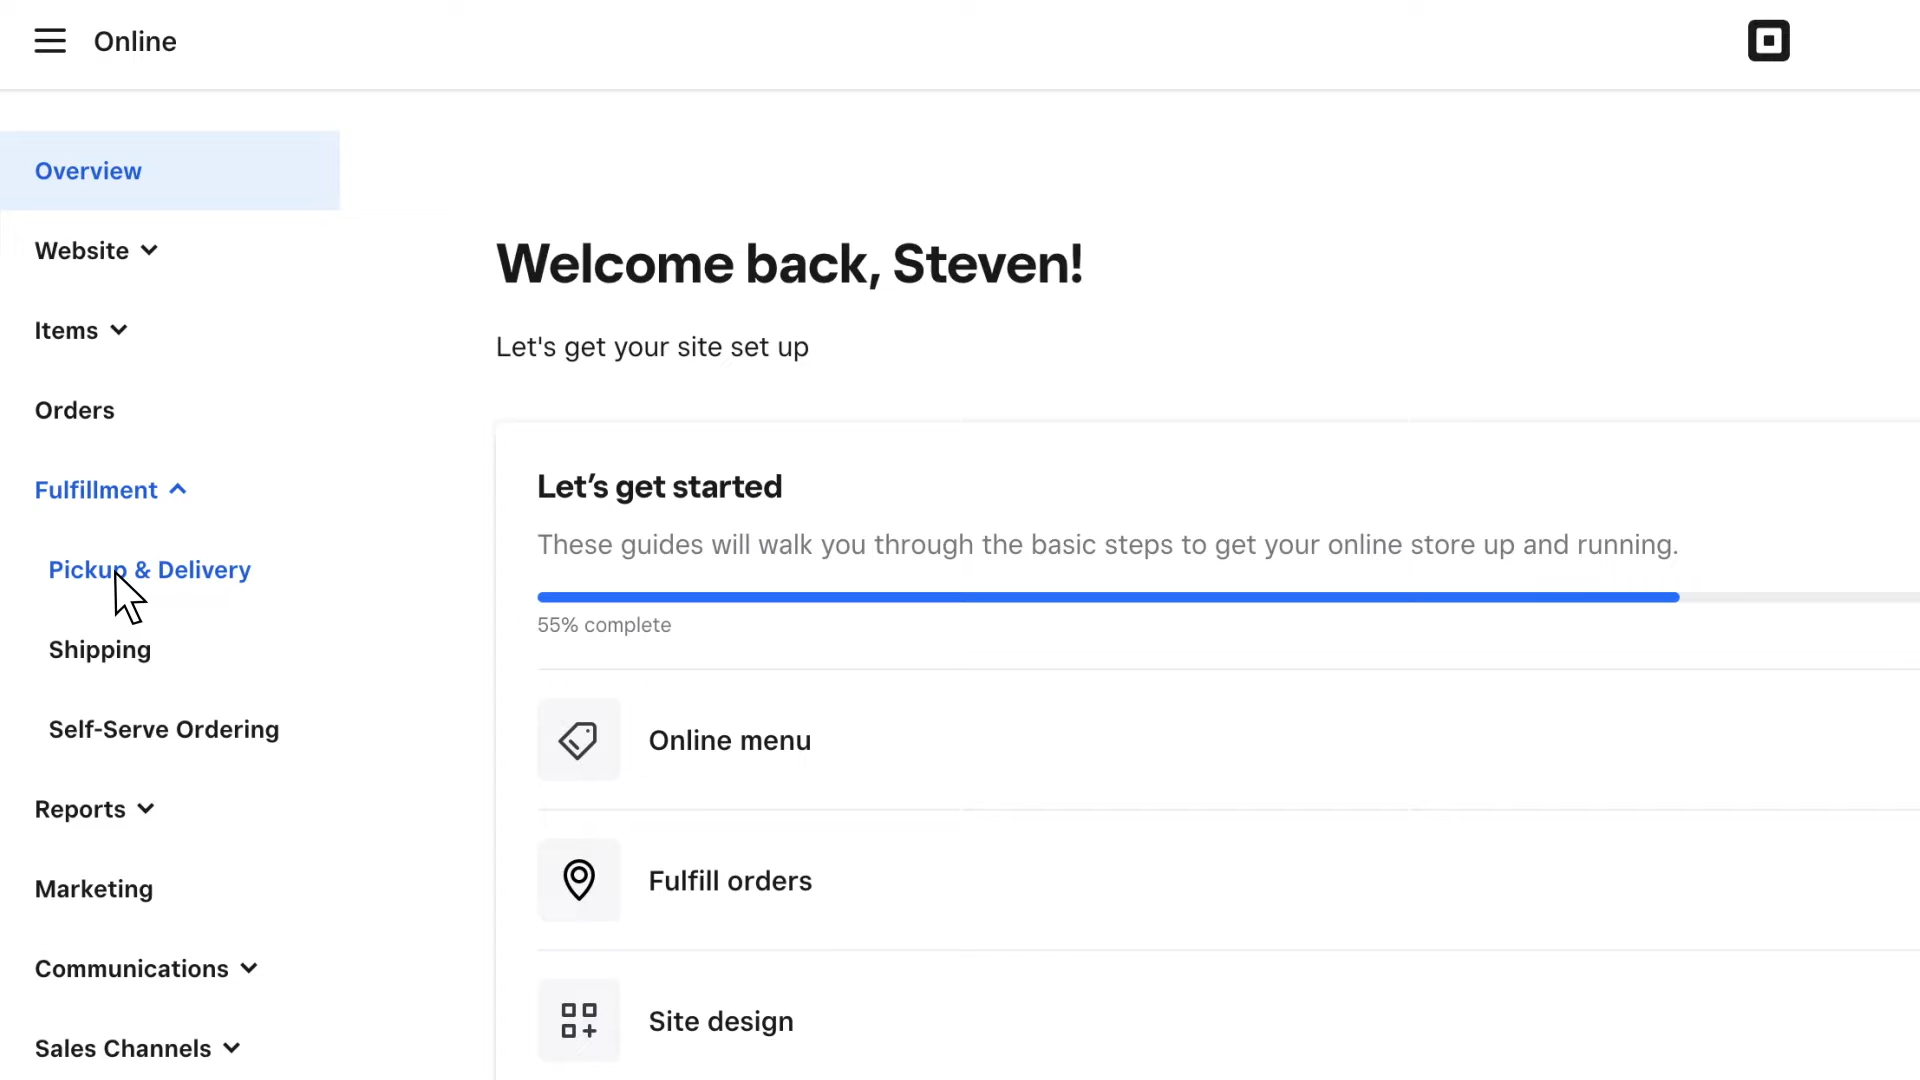 Online
Overview
Website
Items
Orders
Fulfillment
Pickup & Delivery
Shipping
Self-Serve Ordering
Reports
Marketing
Communications
Sales Channels
Welcome back, Steven!
Let's get your site set up
Let’s get started
These guides will walk you through the basic steps to get your online store up and running.
55% complete
Online menu
Fulfill orders
Site design